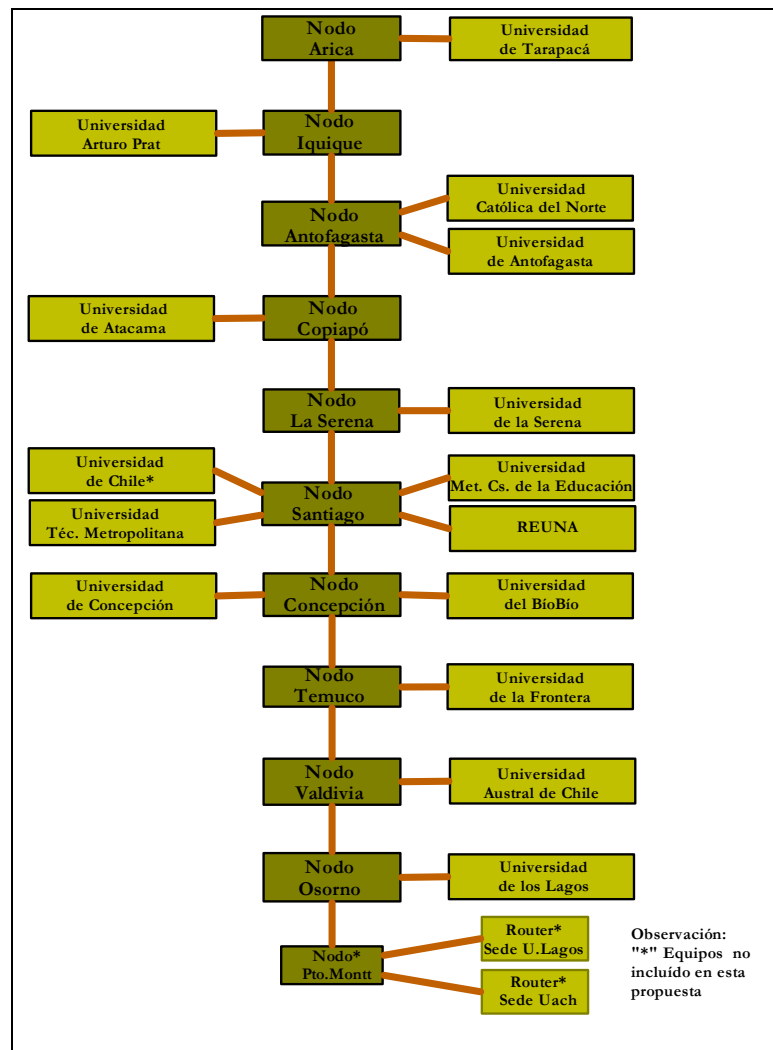 Nodo
Arica
Universidad
de Tarapacá
Universidad
Arturo Prat
Nodo
Iquique
Nodo
Antofagasta
Universidad
Católica del Norte
Universidad
de Antofagasta
Universidad
de Atacama
Nodo
Copiapó
Nodo
La Serena
Universidad
de la Serena
Universidad
de Chile*
Universidad
Téc. Metropolitana
Nodo
Santiago
Universidad
Met. Cs. de la Educación
REUNA
Universidad
de Concepción
Nodo
Concepción
Universidad
del BíoBío
Nodo
Temuco
Universidad
de la Frontera
Nodo
Valdivia
Universidad
Austral de Chile
Nodo
Osorno
Universidad
de los Lagos
Nodo*
Pto.Montt
Router*
Sede U.Lagos
Router*
Sede Uach
Observación:
"*" Equipos no
incluído en esta
propuesta